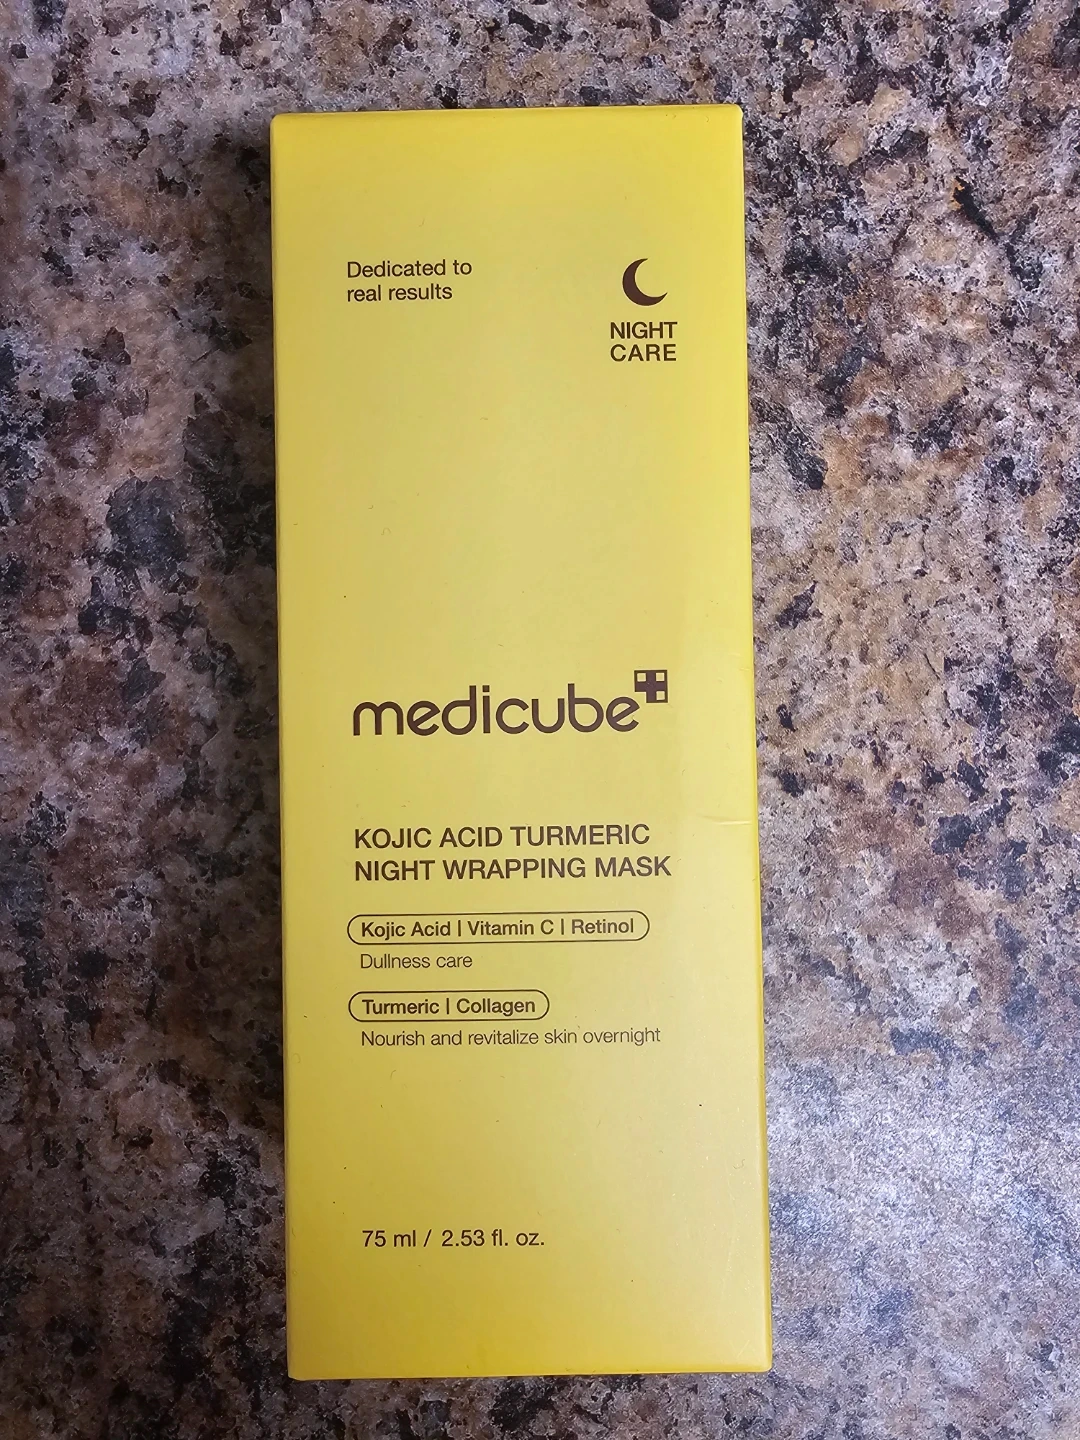 Dedicated to
real results
NIGHT
CARE
medicube
KOJIC ACID TURMERIC
NIGHT WRAPPING MASK
Kojic Acid | Vitamin C | Retinol
Dullness care
Turmeric | Collagen
Nourish and revitalize skin overnight
75 ml / 2.53 fl. oz.